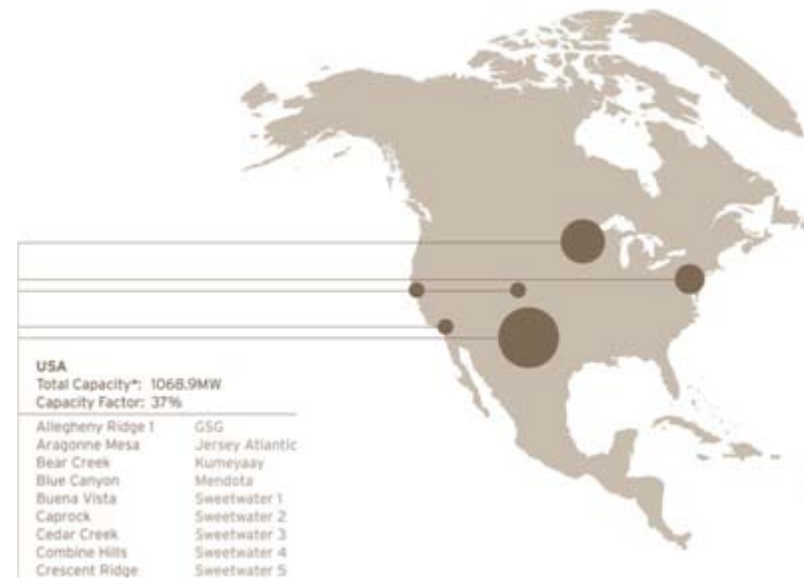 USA
Total Capacity*: 1068.9MW
Capacity Factor: 37%
Allegheny Ridge 1
Aragonne Mesa
Bear Creek
Blue Canyon
Buena Vista
Caprock
Cedar Creek
Combine Hills
Crescent Ridge
GSG
Jersey Atlantic
Kumeyaay
Mendota
Sweetwater 1
Sweetwater 2
Sweetwater 3
Sweetwater 4
Sweetwater 5